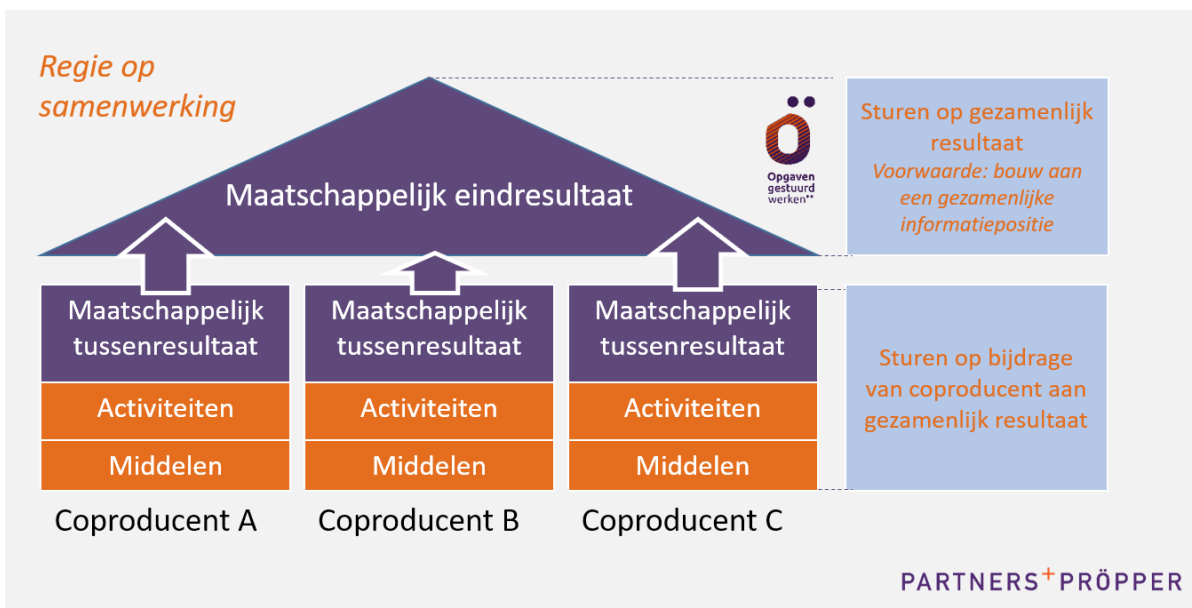 Regie op
samenwerking
Maatschappelijk eindresultaat
Ö
Opgaven
gestuurd
werken••
Sturen op gezamenlijk
resultaat
Voorwaarde: bouw aan
een gezamenlijke
informatiepositie
Maatschappelijk
tussenresultaat
Activiteiten
Middelen
Coproducent A
Maatschappelijk
tussenresultaat
Activiteiten
Middelen
Coproducent B
Maatschappelijk
tussenresultaat
Activiteiten
Middelen
Coproducent C
Sturen op bijdrage
van coproducent aan
gezamenlijk resultaat
PARTNERS+PRÖPPER